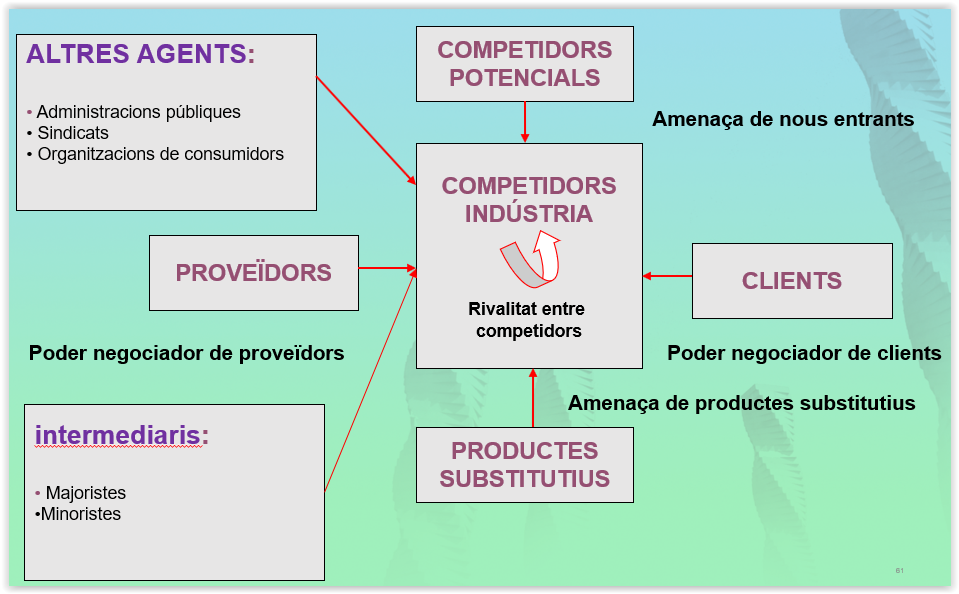 ALTRES AGENTS:
• Administracions públiques
• Sindicats
• Organitzacions de consumidors
COMPETIDORS
POTENCIALS
Amenaça de nous entrants
COMPETIDORS
INDÚSTRIA
Rivalitat entre
competidors
PROVEÏDORS
CLIENTS
Poder negociador de proveïdors
Poder negociador de clients
Amenaça de productes substitutius
intermediaris:
• Majoristes
•Minoristes
PRODUCTES
SUBSTITUTIUS
61